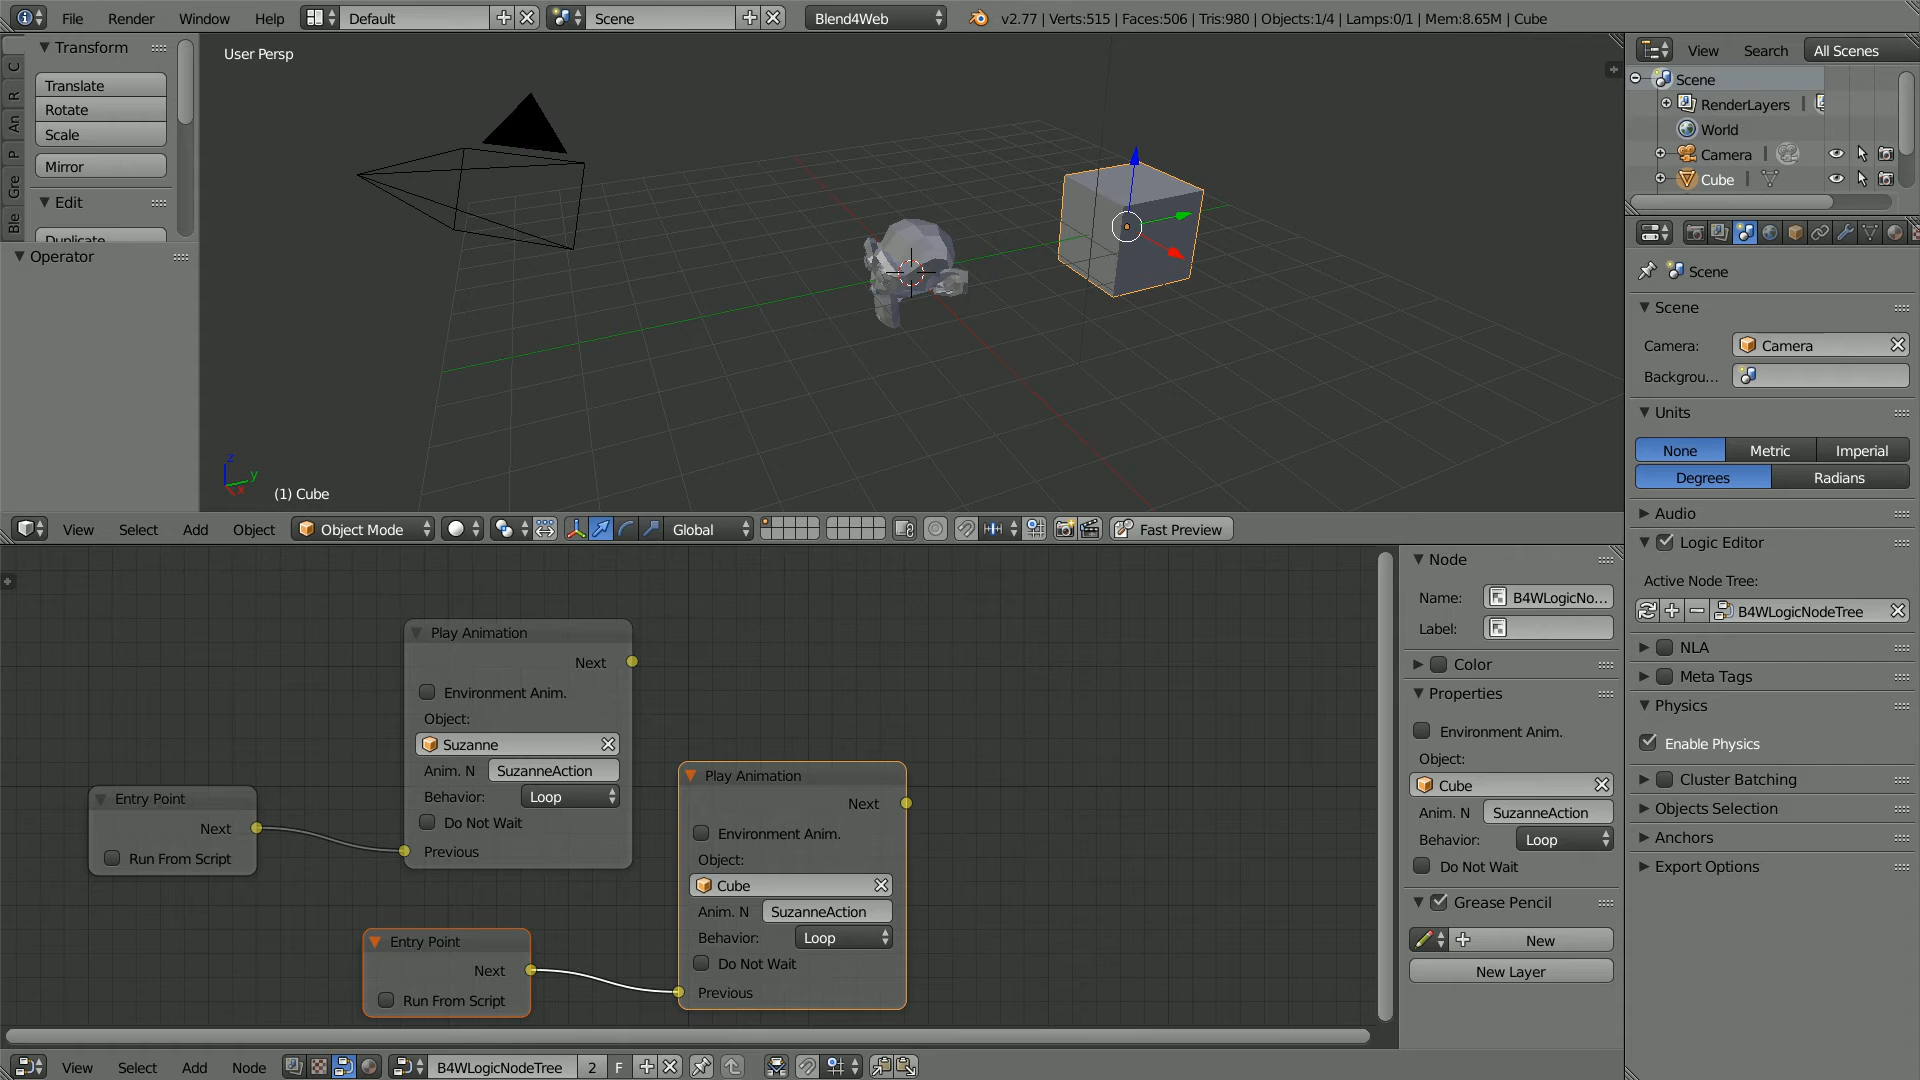 File Render Window Help Default Scene Blend4Web v2.77 | Verts:515 | Faces:506 | Tris:980 | Objects:1/4 | Lamps:0/1 | Mem:8.65M | Cube
Transform
Translate
Rotate
Scale
Mirror
Edit
Duplicate
C
R
An
P
Gre
Ble
Operator
User Persp
z
y
x
(1) Cube
View Select Add Object Object Mode Global Fast Preview
Play Animation
Next
Environment Anim.
Object:
Suzanne
Anim. N SuzanneAction
Behavior: Loop
Do Not Wait
Previous
Entry Point
Next
Run From Script
Play Animation
Next
Environment Anim.
Object:
Cube
Anim. N SuzanneAction
Behavior: Loop
Do Not Wait
Previous
Entry Point
Next
Run From Script
View Select Add Node B4WLogicNodeTree 2 F
Node
Name: B4WLogicNo...
Label:
Color
Properties
Environment Anim.
Object:
Cube
Anim. N SuzanneAction
Behavior: Loop
Do Not Wait
Grease Pencil
New
New Layer
View Search All Scenes
Scene
RenderLayers
World
Camera
Cube
Scene
Scene
Camera: Camera
Backgrou...
Units
None Metric Imperial
Degrees Radians
Audio
Logic Editor
Active Node Tree:
B4WLogicNodeTree
NLA
Meta Tags
Physics
Enable Physics
Cluster Batching
Objects Selection
Anchors
Export Options